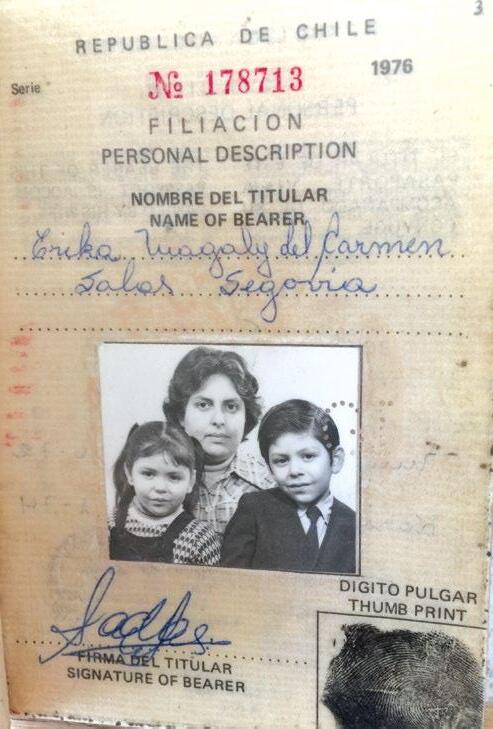 3
REPUBLICA DE CHILE
Serie Nº 178713 1976
FILIACION
PERSONAL DESCRIPTION
NOMBRE DEL TITULAR
NAME OF BEARER
Erika Magaly del Carmen
Salas Segovia
DIGITO PULGAR
THUMB PRINT
FIRMA DEL TITULAR
SIGNATURE OF BEARER